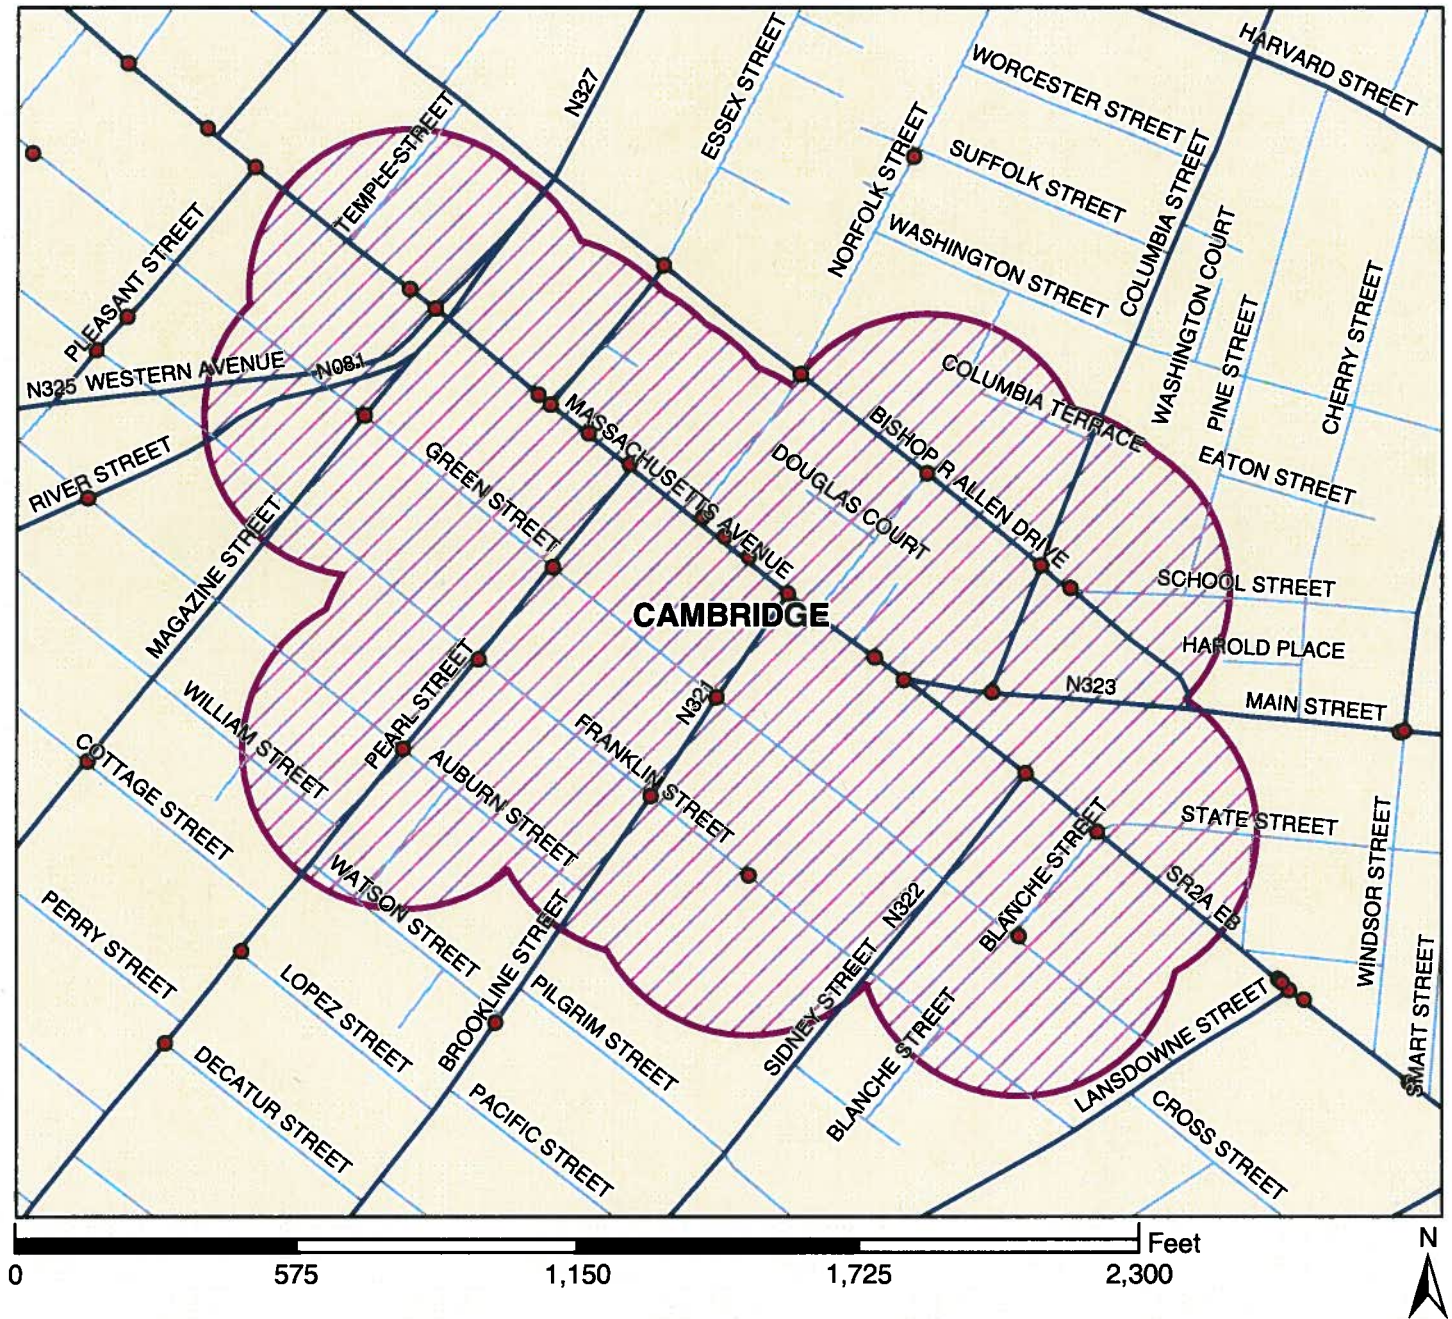 HARVARD STREET
ESSEX STREET
WORCESTER STREET
N327
TEMPLE STREET
NORFOLK STREET
SUFFOLK STREET
COLUMBIA STREET
WASHINGTON STREET
WASHINGTON COURT
PLEASANT STREET
PINE STREET
CHERRY STREET
N325 WESTERN AVENUE
N081
COLUMBIA TERRACE
MASSACHUSETTS AVENUE
BISHOP R ALLEN DRIVE
RIVER STREET
GREEN STREET
DOUGLAS COURT
EATON STREET
MAGAZINE STREET
SCHOOL STREET
CAMBRIDGE
HAROLD PLACE
PEARL STREET
N321
N323
MAIN STREET
WILLIAM STREET
FRANKLIN STREET
COTTAGE STREET
AUBURN STREET
STATE STREET
BLANCHE STREET
WINDSOR STREET
WATSON STREET
N322
SR2A EB
PERRY STREET
BROOKLINE STREET
SIDNEY STREET
LOPEZ STREET
PILGRIM STREET
BLANCHE STREET
LANSDOWNE STREET
SMART STREET
DECATUR STREET
PACIFIC STREET
CROSS STREET
Feet
N
0 575 1,150 1,725 2,300